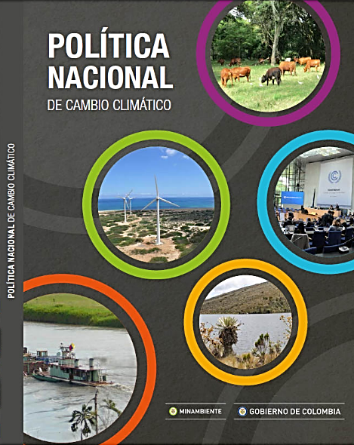 POLÍTICA
NACIONAL
DE CAMBIO CLIMÁTICO
POLÍTICA NACIONAL DE CAMBIO CLIMÁTICO
MINAMBIENTE
GOBIERNO DE COLOMBIA